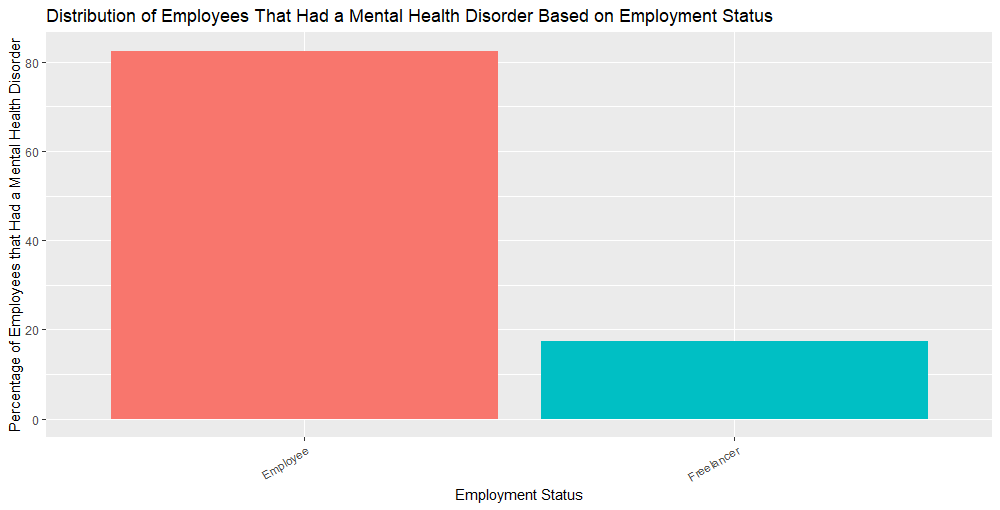 Distribution of Employees That Had a Mental Health Disorder Based on Employment Status
Percentage of Employees that Had a Mental Health Disorder
80
60
40
20
0
Employee
Freelancer
Employment Status